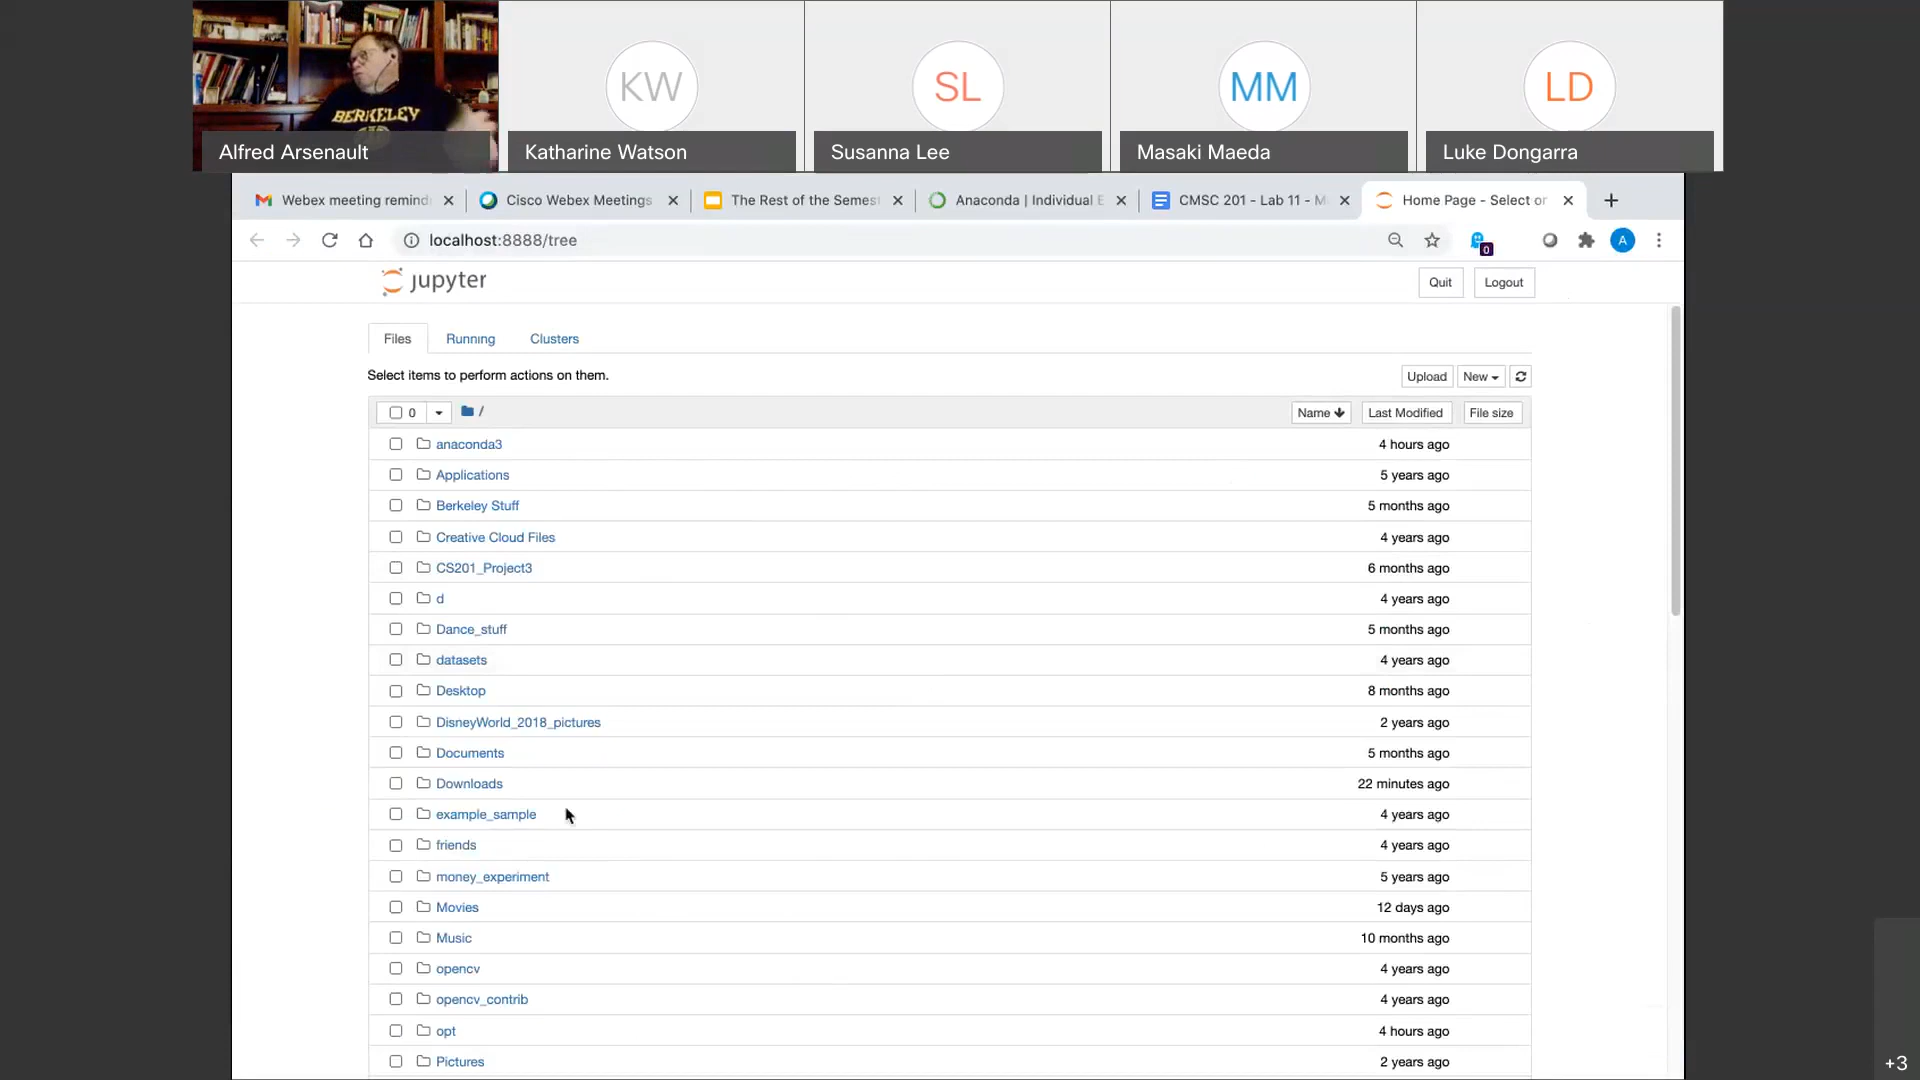 BERKELEY
KW
SL
MM
LD
Alfred Arsenault
Katharine Watson
Susanna Lee
Masaki Maeda
Luke Dongarra
Webex meeting remind
Cisco Webex Meetings
The Rest of the Semest
Anaconda | Individual E
CMSC 201 - Lab 11 - M
Home Page - Select or
localhost:8888/tree
0
A
jupyter
Quit
Logout
Files
Running
Clusters
Select items to perform actions on them.
Upload
New
0
/
Name
Last Modified
File size
anaconda3 4 hours ago
Applications 5 years ago
Berkeley Stuff 5 months ago
Creative Cloud Files 4 years ago
CS201_Project3 6 months ago
d 4 years ago
Dance_stuff 5 months ago
datasets 4 years ago
Desktop 8 months ago
DisneyWorld_2018_pictures 2 years ago
Documents 5 months ago
Downloads 22 minutes ago
example_sample 4 years ago
friends 4 years ago
money_experiment 5 years ago
Movies 12 days ago
Music 10 months ago
opencv 4 years ago
opencv_contrib 4 years ago
opt 4 hours ago
Pictures 2 years ago
+3